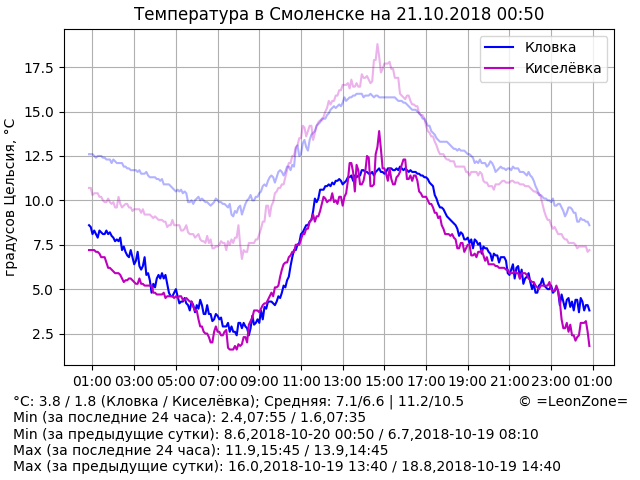 Температура в Смоленске на 21.10.2018 00:50
градусов Цельсия, °C
17.5
15.0
12.5
10.0
7.5
5.0
2.5
Кловка
Киселёвка
01:00 03:00 05:00 07:00 09:00 11:00 13:00 15:00 17:00 19:00 21:00 23:00 01:00
°C: 3.8 / 1.8 (Кловка / Киселёвка); Средняя: 7.1/6.6 | 11.2/10.5 © =LeonZone=
Min (за последние 24 часа): 2.4,07:55 / 1.6,07:35
Min (за предыдущие сутки): 8.6,2018-10-20 00:50 / 6.7,2018-10-19 08:10
Max (за последние 24 часа): 11.9,15:45 / 13.9,14:45
Max (за предыдущие сутки): 16.0,2018-10-19 13:40 / 18.8,2018-10-19 14:40